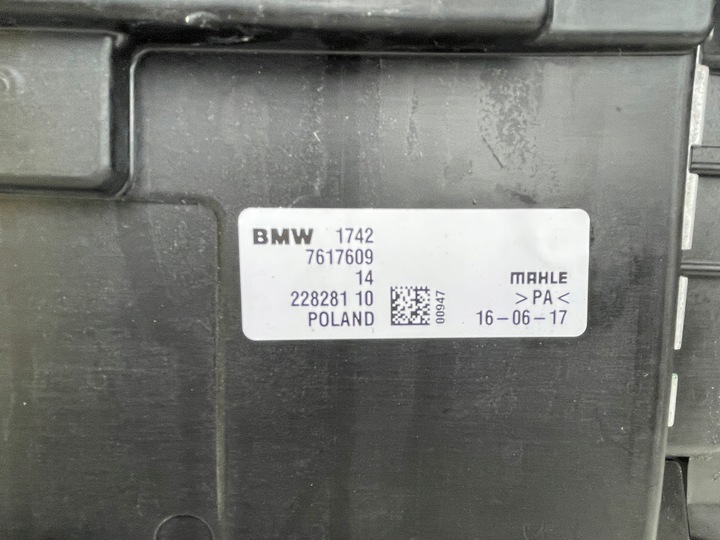 BMW 1742
7617609
14
228281 10
POLAND
00947
MAHLE
>PA<
16-06-17